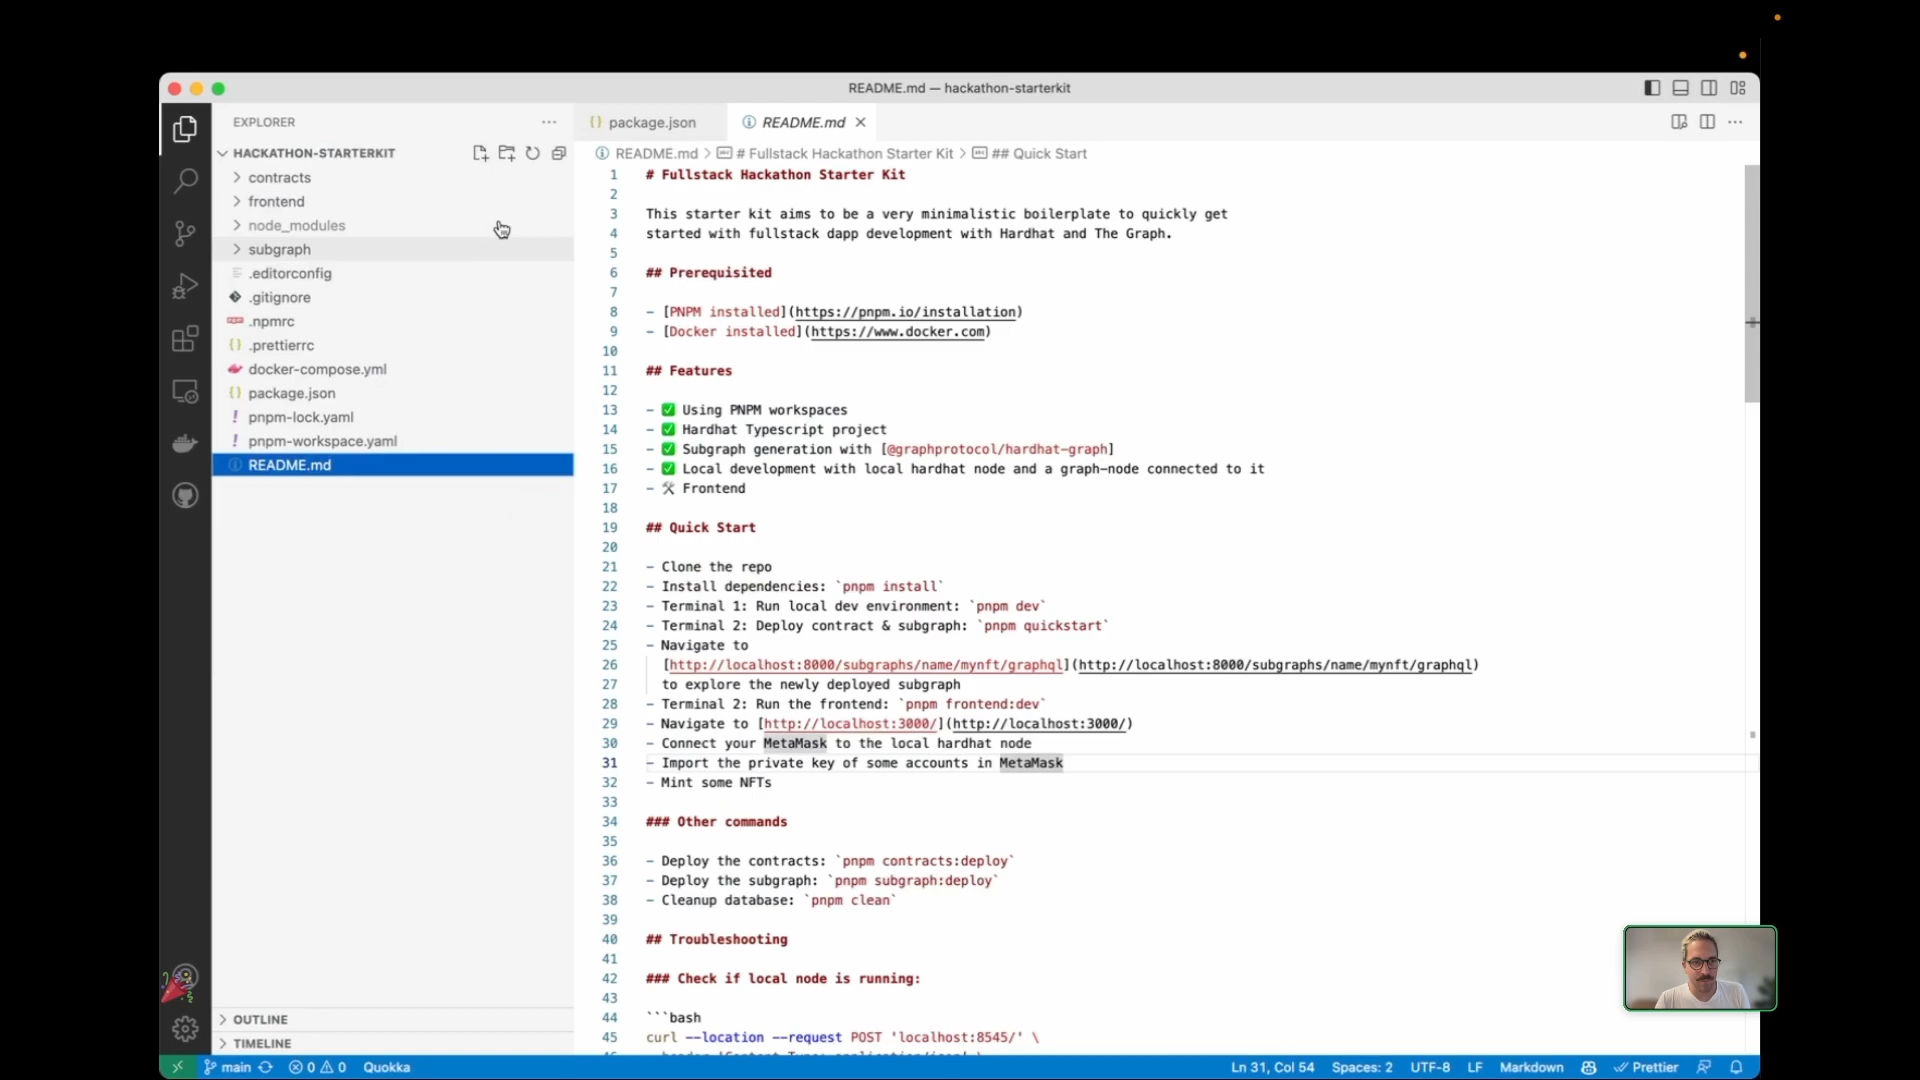 README.md — hackathon-starterkit
EXPLORER
HACKATHON-STARTERKIT
contracts
frontend
node_modules
subgraph
.editorconfig
.gitignore
.npmrc
.prettierrc
docker-compose.yml
package.json
pnpm-lock.yaml
pnpm-workspace.yaml
README.md
OUTLINE
TIMELINE
package.json
README.md
README.md > # Fullstack Hackathon Starter Kit > ## Quick Start
1 # Fullstack Hackathon Starter Kit
2
3 This starter kit aims to be a very minimalistic boilerplate to quickly get
4 started with fullstack dapp development with Hardhat and The Graph.
5
6 ## Prerequisited
7
8 - [PNPM installed](https://pnpm.io/installation)
9 - [Docker installed](https://www.docker.com)
10
11 ## Features
12
13 - ✅ Using PNPM workspaces
14 - ✅ Hardhat Typescript project
15 - ✅ Subgraph generation with [@graphprotocol/hardhat-graph]
16 - ✅ Local development with local hardhat node and a graph-node connected to it
17 - 🛠 Frontend
18
19 ## Quick Start
20
21 - Clone the repo
22 - Install dependencies: `pnpm install`
23 - Terminal 1: Run local dev environment: `pnpm dev`
24 - Terminal 2: Deploy contract & subgraph: `pnpm quickstart`
25 - Navigate to
26 [http://localhost:8000/subgraphs/name/mynft/graphql](http://localhost:8000/subgraphs/name/mynft/graphql)
27 to explore the newly deployed subgraph
28 - Terminal 2: Run the frontend: `pnpm frontend:dev`
29 - Navigate to [http://localhost:3000/](http://localhost:3000/)
30 - Connect your MetaMask to the local hardhat node
31 - Import the private key of some accounts in MetaMask
32 - Mint some NFTs
33
34 ### Other commands
35
36 - Deploy the contracts: `pnpm contracts:deploy`
37 - Deploy the subgraph: `pnpm subgraph:deploy`
38 - Cleanup database: `pnpm clean`
39
40 ## Troubleshooting
41
42 ### Check if local node is running:
43
44 ```bash
45 curl --location --request POST 'localhost:8545/' \
main 0 0 Quokka
Ln 31, Col 54 Spaces: 2 UTF-8 LF Markdown Prettier